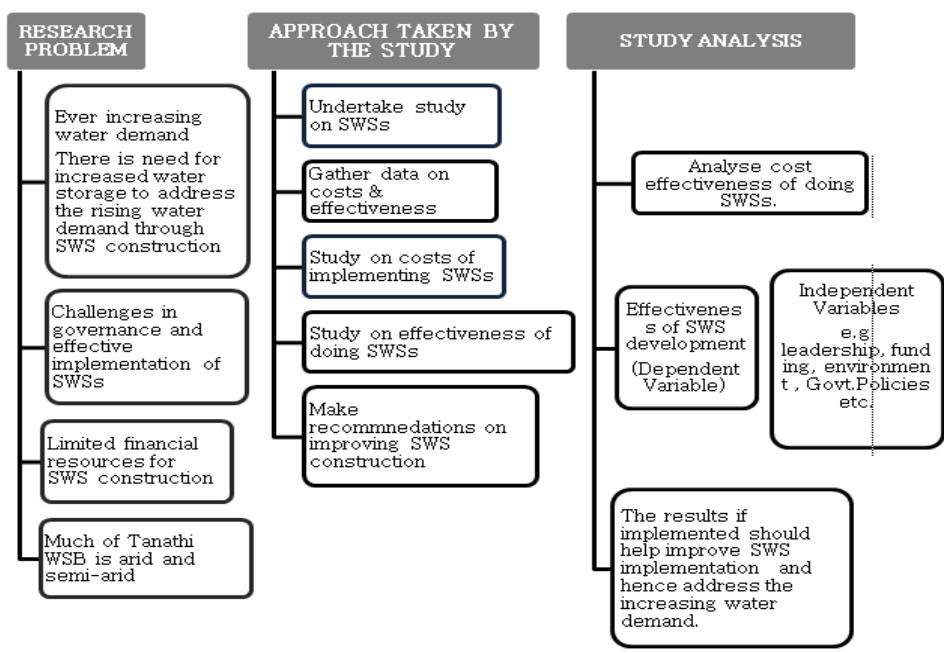 RESEARCH
PROBLEM
Ever increasing
water demand
There is need for
increased water
storage to address
the rising water
demand through
SWS construction
Challenges in
governance and
effective
implementation of
SWSs
Limited financial
resources for
SWS construction
Much of Tanathi
WSB is arid and
semi-arid
APPROACH TAKEN BY
THE STUDY
Undertake study
on SWSs
Gather data on
costs &
effectiveness
Study on costs of
implementing SWSs
Study on effectiveness of
doing SWSs
Make
recommnedations on
improving SWS
construction
STUDY ANALYSIS
Analyse cost
effectiveness of doing
SWSs.
Effectivenes
s of SWS
development
(Dependent
Variable)
Independent
Variables
e.g
leadership, fund
ing, environmen
t , Govt.Policies
etc.
The results if
implemented should
help improve SWS
implementation and
hence address the
increasing water
demand.